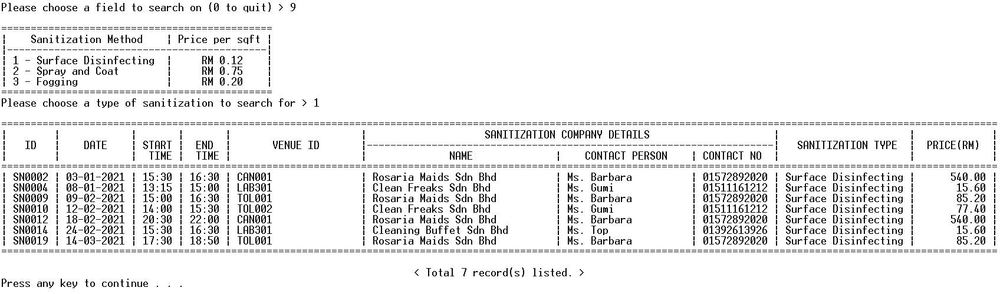 Please choose a field to search on (0 to quit) > 9
==============================================
|    Sanitization Method    | Price per sqft |
|--------------------------------------------|
| 1 - Surface Disinfecting  |     RM 0.12    |
| 2 - Spray and Coat        |     RM 0.75    |
| 3 - Fogging               |     RM 0.20    |
==============================================
Please choose a type of sanitization to search for > 1
| | | | | | SANITIZATION COMPANY DETAILS | | |
| ID | DATE | START | END | VENUE ID |---------------------------------------------------------------------| SANITIZATION TYPE | PRICE(RM) |
| | | TIME | TIME | | NAME | CONTACT PERSON | CONTACT NO | | |
| SN0002 | 03-01-2021 | 15:30 | 16:30 | CAN001 | Rosaria Maids Sdn Bhd | Ms. Barbara | 01572892020 | Surface Disinfecting | 540.00 |
| SN0004 | 08-01-2021 | 13:15 | 15:00 | LAB301 | Clean Freaks Sdn Bhd | Ms. Gumi | 01511161212 | Surface Disinfecting | 15.60 |
| SN0009 | 09-02-2021 | 15:00 | 16:30 | TOL001 | Rosaria Maids Sdn Bhd | Ms. Barbara | 01572892020 | Surface Disinfecting | 85.20 |
| SN0010 | 12-02-2021 | 14:00 | 15:30 | TOL002 | Clean Freaks Sdn Bhd | Ms. Gumi | 01511161212 | Surface Disinfecting | 77.40 |
| SN0012 | 18-02-2021 | 20:30 | 22:00 | CAN001 | Rosaria Maids Sdn Bhd | Ms. Barbara | 01572892020 | Surface Disinfecting | 540.00 |
| SN0014 | 24-02-2021 | 15:30 | 16:30 | LAB301 | Cleaning Buffet Sdn Bhd | Ms. Top | 01392613926 | Surface Disinfecting | 15.60 |
| SN0019 | 14-03-2021 | 17:30 | 18:50 | TOL001 | Rosaria Maids Sdn Bhd | Ms. Barbara | 01572892020 | Surface Disinfecting | 85.20 |
< Total 7 record(s) listed. >
Press any key to continue . . .